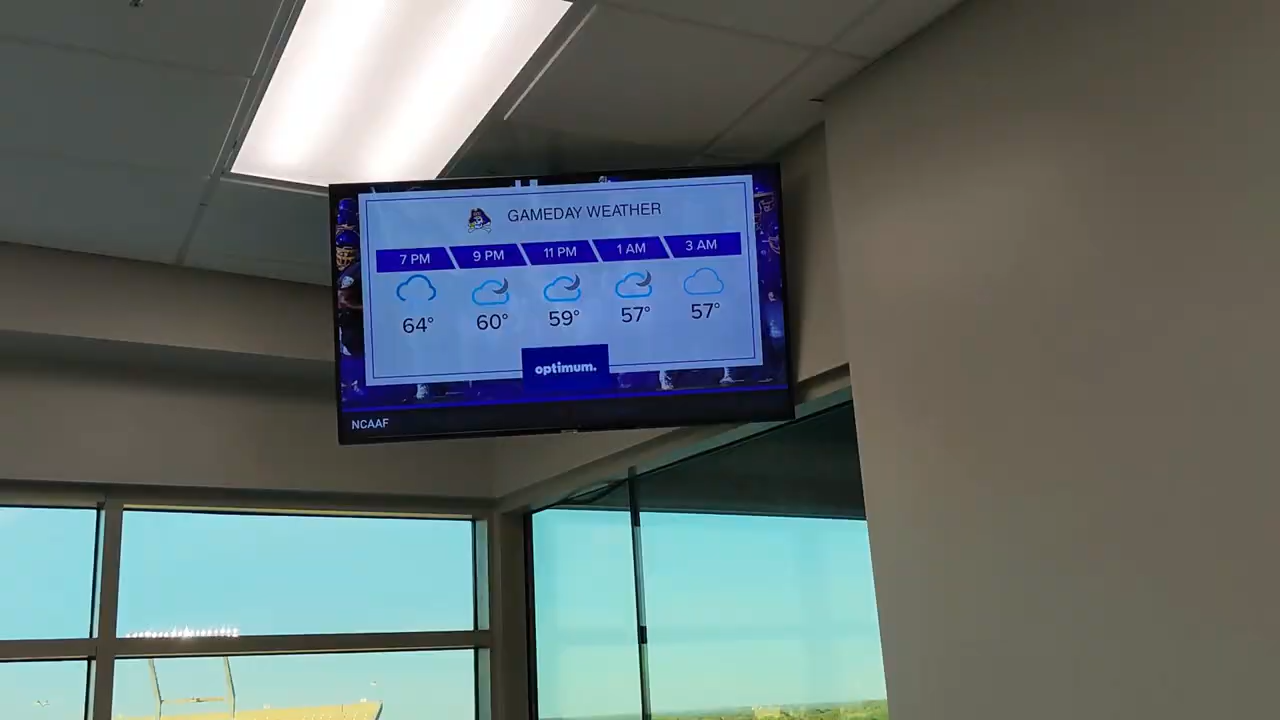 GAMEDAY WEATHER
7 PM 9 PM 11 PM 1 AM 3 AM
64° 60° 59° 57° 57°
optimum.
NCAAF